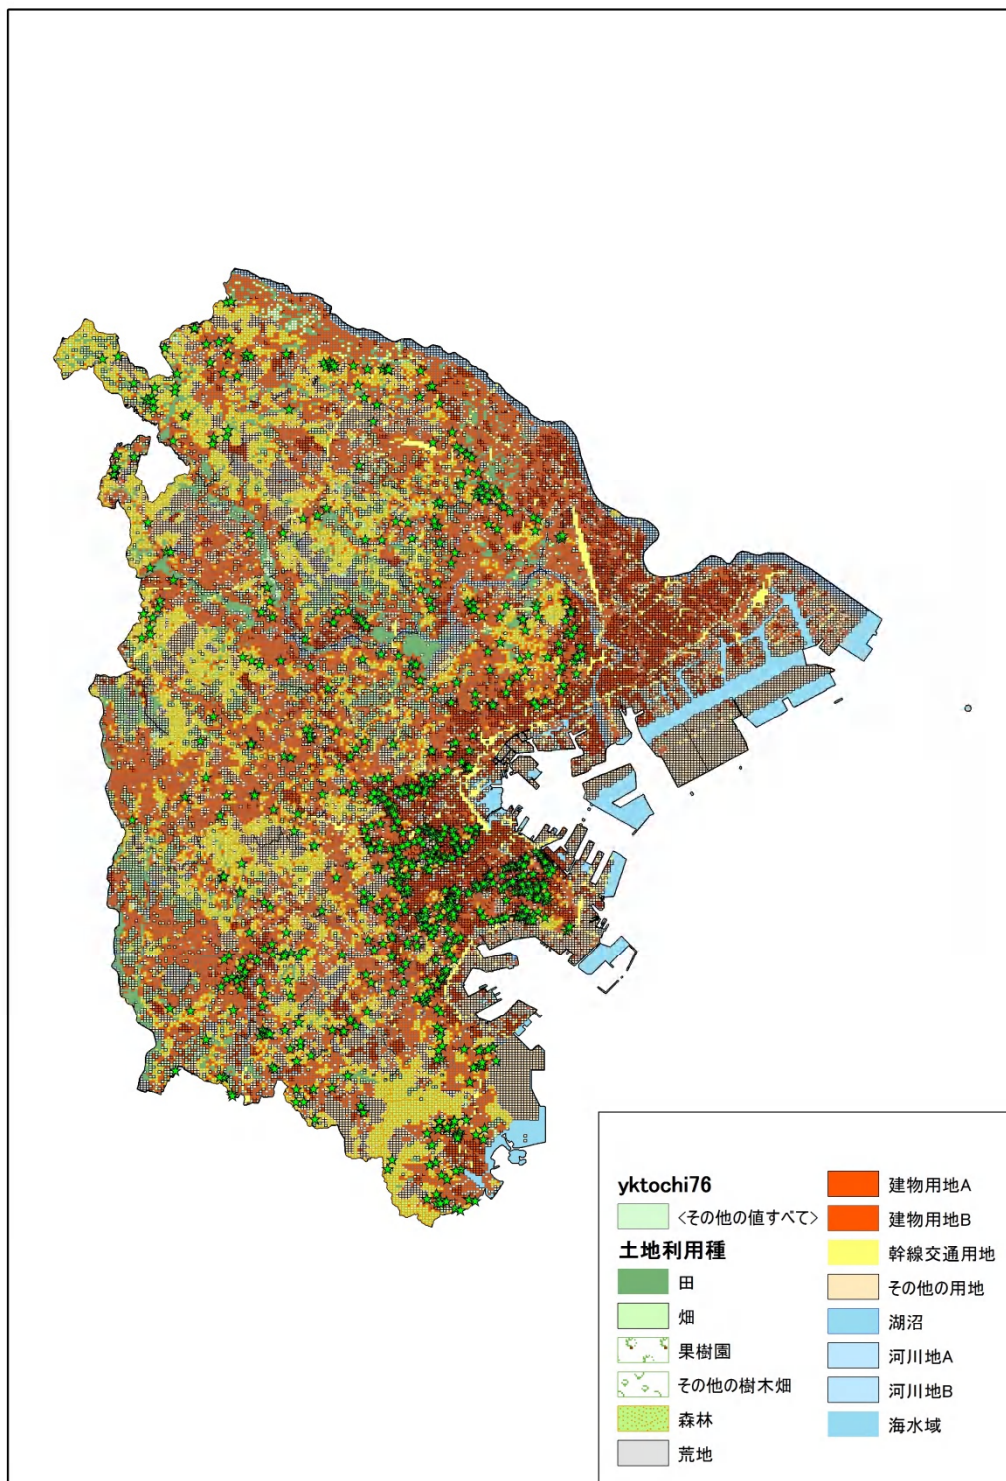 yktochi76
<その他の値すべて>
土地利用種
田
畑
果樹園
その他の樹木畑
森林
荒地
建物用地A
建物用地B
幹線交通用地
その他の用地
湖沼
河川地A
河川地B
海水域